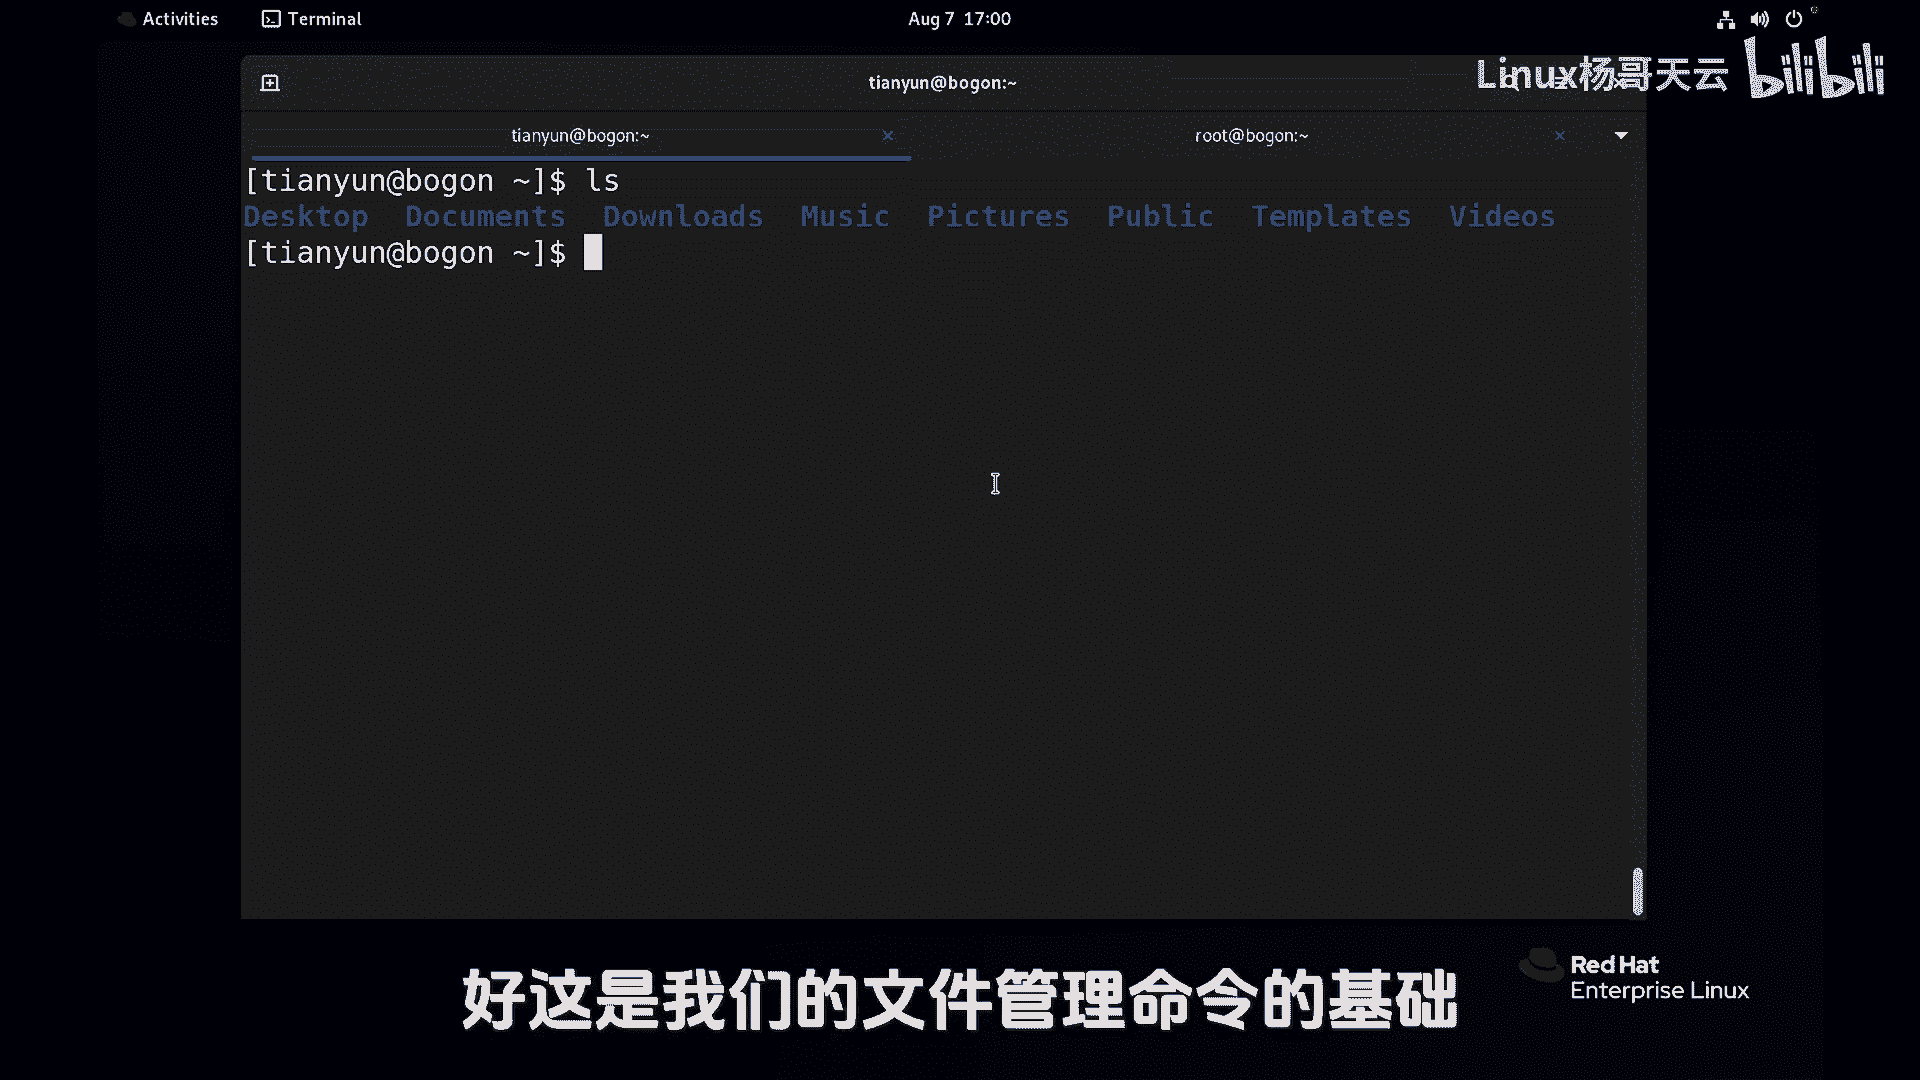 Activities Terminal Aug 7 17:00
Linux杨哥天云 bilibili
tianyun@bogon:~
tianyun@bogon:~ root@bogon:~
[tianyun@bogon ~]$ ls
Desktop Documents Downloads Music Pictures Public Templates Videos
[tianyun@bogon ~]$
Red Hat
Enterprise Linux
好这是我们的文件管理命令的基础